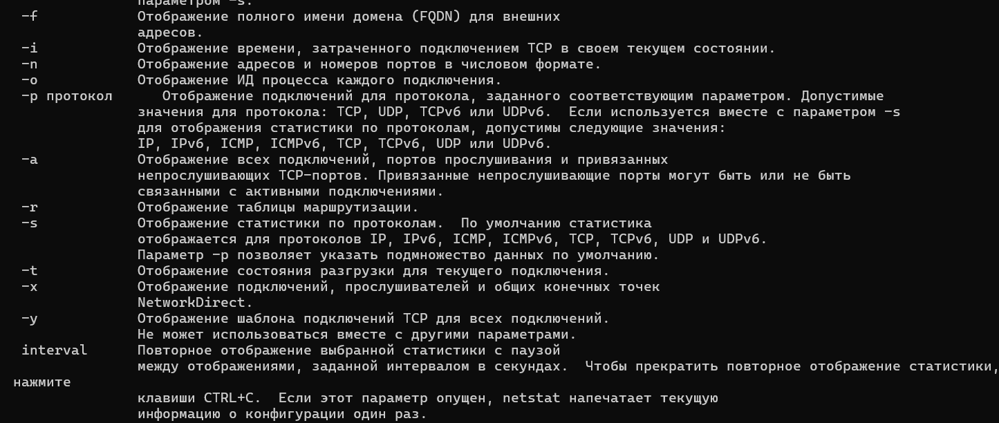 параметром -s.
-f Отображение полного имени домена (FQDN) для внешних
адресов.
-i Отображение времени, затраченного подключением TCP в своем текущем состоянии.
-n Отображение адресов и номеров портов в числовом формате.
-o Отображение ИД процесса каждого подключения.
-p протокол Отображение подключений для протокола, заданного соответствующим параметром. Допустимые
значения для протокола: TCP, UDP, TCPv6 или UDPv6. Если используется вместе с параметром -s
для отображения статистики по протоколам, допустимы следующие значения:
IP, IPv6, ICMP, ICMPv6, TCP, TCPv6, UDP или UDPv6.
-a Отображение всех подключений, портов прослушивания и привязанных
непрослушивающих TCP-портов. Привязанные непрослушивающие порты могут быть или не быть
связанными с активными подключениями.
-r Отображение таблицы маршрутизации.
-s Отображение статистики по протоколам. По умолчанию статистика
отображается для протоколов IP, IPv6, ICMP, ICMPv6, TCP, TCPv6, UDP и UDPv6.
Параметр -p позволяет указать подмножество данных по умолчанию.
-t Отображение состояния разгрузки для текущего подключения.
-x Отображение подключений, прослушивателей и общих конечных точек
NetworkDirect.
-y Отображение шаблона подключений TCP для всех подключений.
Не может использоваться вместе с другими параметрами.
interval Повторное отображение выбранной статистики с паузой
между отображениями, заданной интервалом в секундах. Чтобы прекратить повторное отображение статистики,
нажмите
клавиши CTRL+C. Если этот параметр опущен, netstat напечатает текущую
информацию о конфигурации один раз.